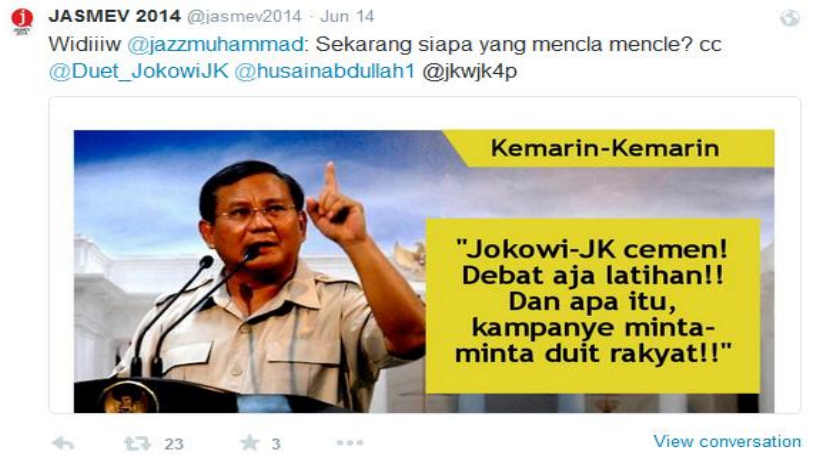 JASMEV 2014 @jasmev2014 · Jun 14
Widiiiw @jazzmuhammad: Sekarang siapa yang mencla mencle? cc
@Duet_JokowiJK @husainabdullah1 @jkwjk4p
Kemarin-Kemarin
"Jokowi-JK cemen!
Debat aja latihan!!
Dan apa itu,
kampanye minta-
minta duit rakyat!!"
23
3
View conversation